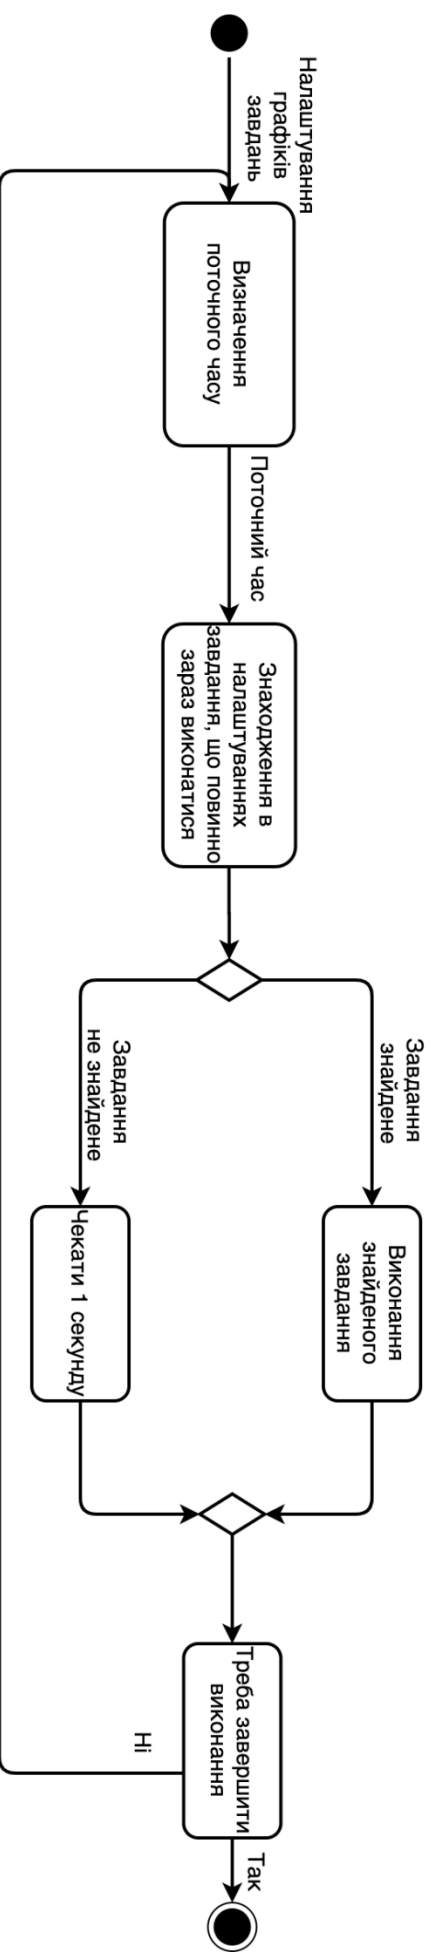 Налаштування
графіків
завдань
Визначення
поточного часу
Поточний час
Знаходження в
налаштуваннях
завдання, що повинно
зараз виконатися
Завдання
знайдене
Завдання
не знайдене
Виконання
знайденого
завдання
Чекати 1 секунду
Треба завершити
виконання
Ні
Так